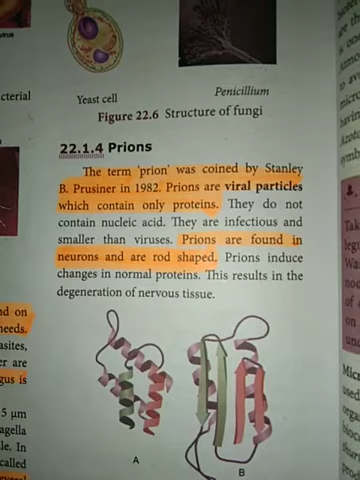 virus
Penicillium
cterial
Yeast cell
Figure 22.6 Structure of fungi
22.1.4 Prions
The term 'prion' was coined by Stanley
B. Prusiner in 1982. Prions are viral particles
which contain only proteins. They do not
contain nucleic acid. They are infectious and
smaller than viruses. Prions are found in
neurons and are rod shaped. Prions induce
changes in normal proteins. This results in the
degeneration of nervous tissue.
nd on
needs.
asites,
er are
gus is
5 μm
agella
le. In
called
A
B